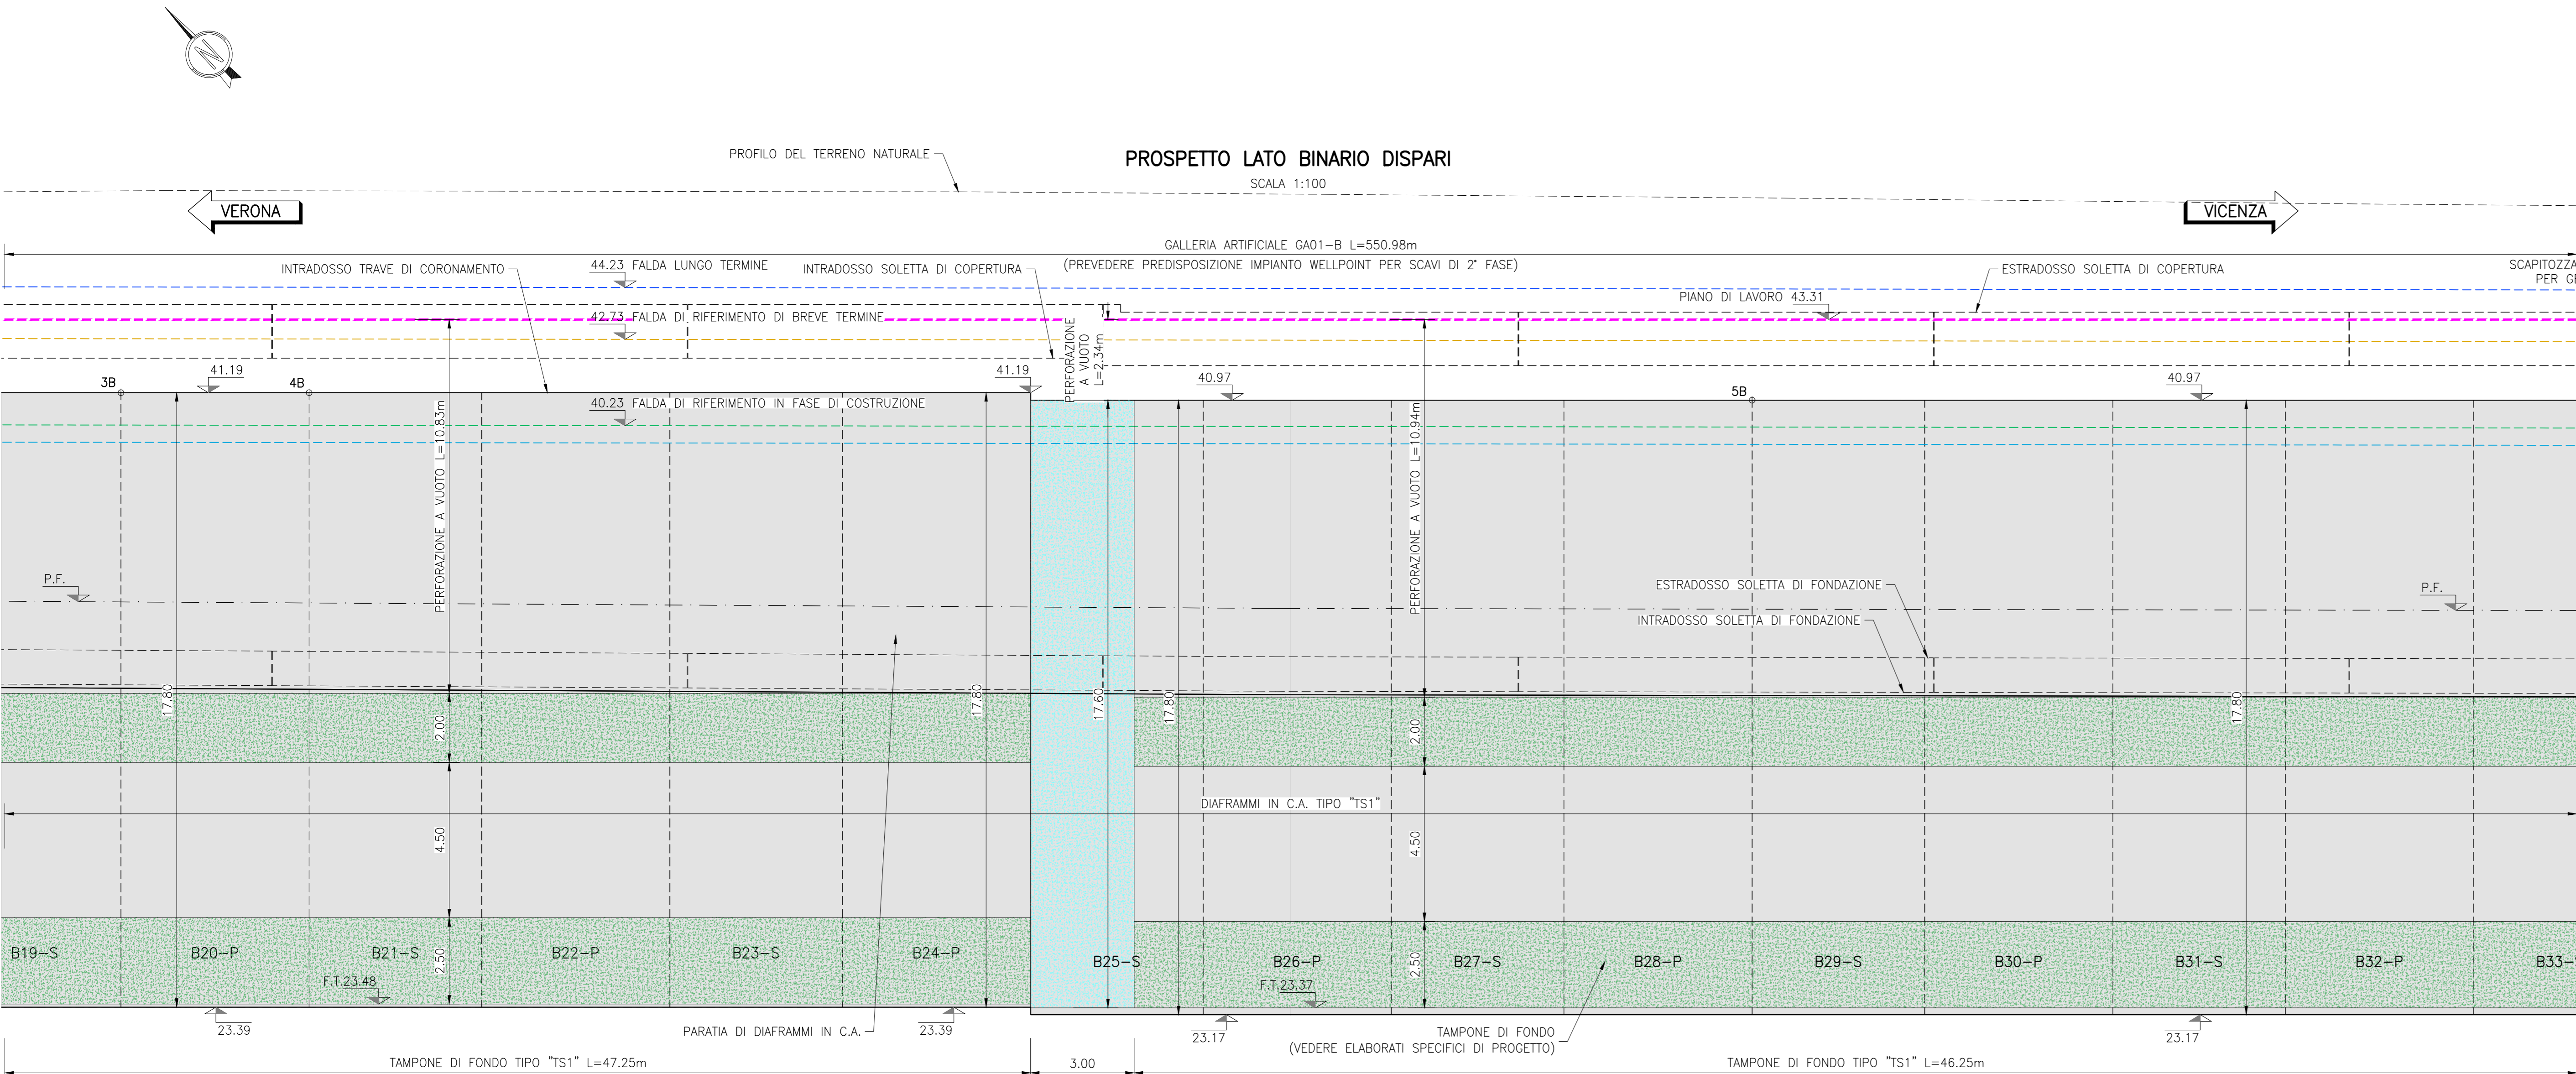 N
PROFILO DEL TERRENO NATURALE
PROSPETTO LATO BINARIO DISPARI
SCALA 1:100
VERONA
VICENZA
GALLERIA ARTIFICIALE GA01-B L=550.98m
(PREVEDERE PREDISPOSIZIONE IMPIANTO WELLPOINT PER SCAVI DI 2° FASE)
INTRADOSSO TRAVE DI CORONAMENTO
44.23 FALDA LUNGO TERMINE
INTRADOSSO SOLETTA DI COPERTURA
ESTRADOSSO SOLETTA DI COPERTURA
SCAPITOZZA
PER GE
PIANO DI LAVORO 43.31
42.73 FALDA DI RIFERIMENTO DI BREVE TERMINE
PERFORAZIONE
A VUOTO
L=2.34m
3B
41.19
4B
41.19
40.97
5B
40.97
40.23 FALDA DI RIFERIMENTO IN FASE DI COSTRUZIONE
PERFORAZIONE A VUOTO L=10.83m
PERFORAZIONE A VUOTO L=10.94m
P.F.
ESTRADOSSO SOLETTA DI FONDAZIONE
P.F.
INTRADOSSO SOLETTA DI FONDAZIONE
17.80
17.80
17.60
17.80
17.80
2.00
2.00
DIAFRAMMI IN C.A. TIPO "TS1"
4.50
4.50
B19-S
B20-P
B21-S
2.50
B22-P
B23-S
B24-P
B25-S
B26-P
2.50
B27-S
B28-P
B29-S
B30-P
B31-S
B32-P
B33-
F.T.23.48
F.T.23.37
23.39
PARATIA DI DIAFRAMMI IN C.A.
23.39
23.17
TAMPONE DI FONDO
(VEDERE ELABORATI SPECIFICI DI PROGETTO)
23.17
TAMPONE DI FONDO TIPO "TS1" L=47.25m
3.00
TAMPONE DI FONDO TIPO "TS1" L=46.25m